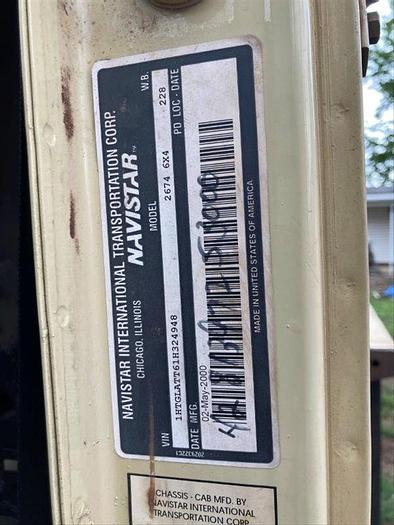 NAVISTAR INTERNATIONAL TRANSPORTATION CORP.
CHICAGO, ILLINOIS
NAVISTAR™
W.B.
MODEL
2674 6X4 228
PD LOC - DATE
VIN
1HTGLATT61H324948
DATE MFG.
02-May-2000
MADE IN UNITED STATES OF AMERICA
CHASSIS - CAB MFD. BY
NAVISTAR INTERNATIONAL
TRANSPORTATION CORP